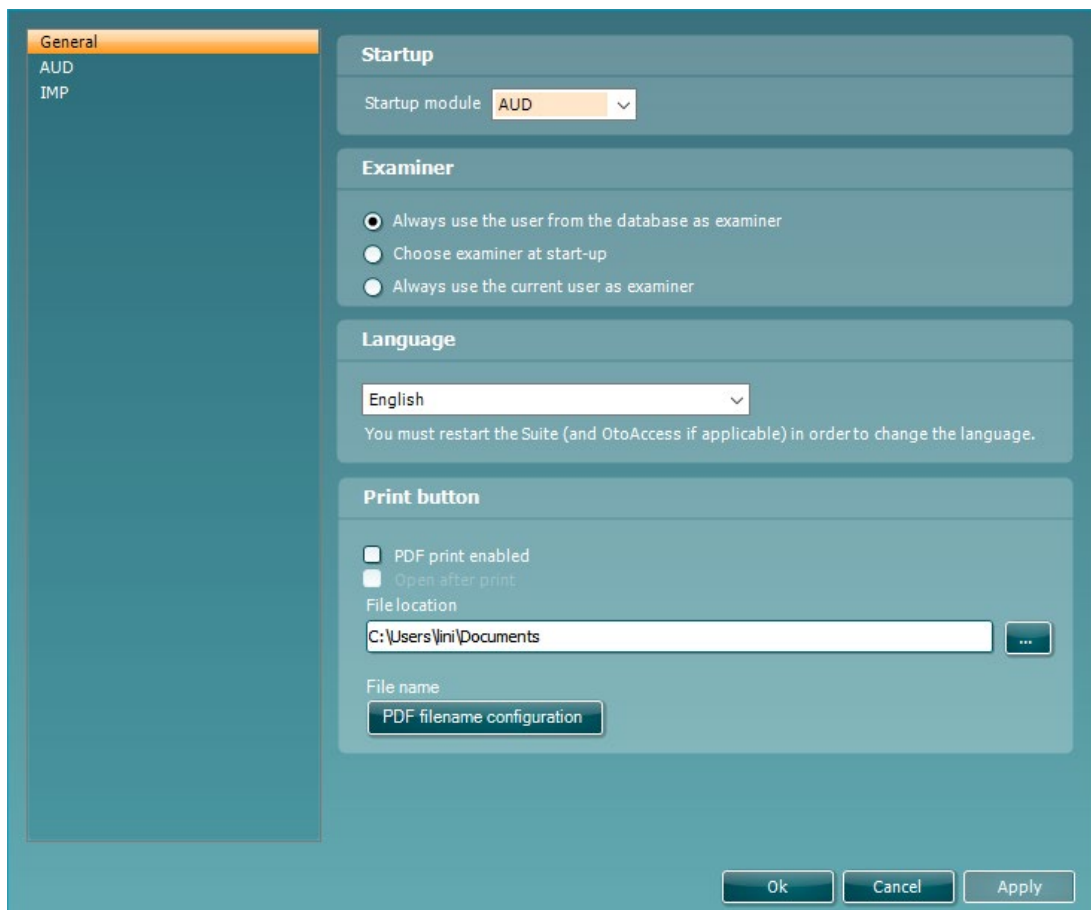 General
AUD
IMP
Startup
Startup module AUD
Examiner
Always use the user from the database as examiner
Choose examiner at start-up
Always use the current user as examiner
Language
English
You must restart the Suite (and OtoAccess if applicable) in order to change the language.
Print button
PDF print enabled
Open after print
File location
C:\Users\lini\Documents
...
File name
PDF filename configuration
Ok Cancel Apply